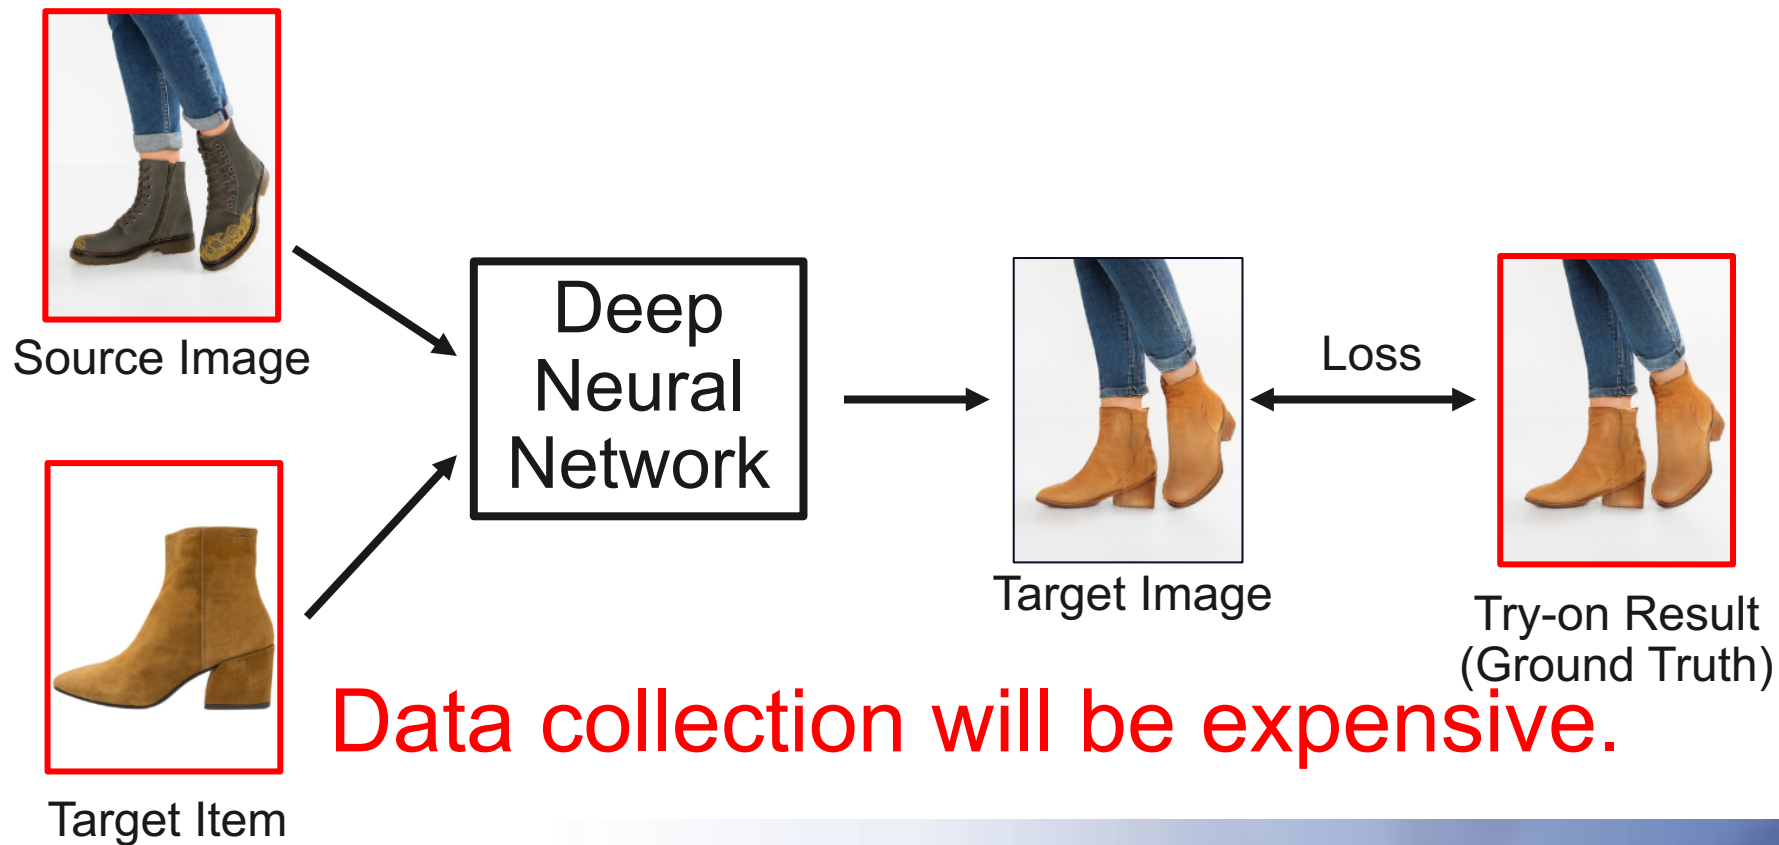 Source Image
Deep
Neural
Network
Loss
Target Image
Try-on Result
(Ground Truth)
Data collection will be expensive.
Target Item